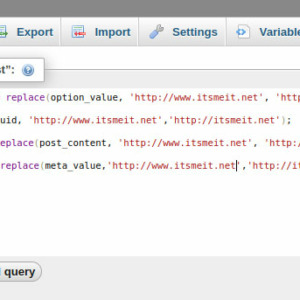 Export Import Settings Variable
st":
replace(option_value, 'http://www.itsmeit.net', 'http
uid, 'http://www.itsmeit.net','http://itsmeit.net');
eplace(post_content, 'http://www.itsmeit.net', 'http:/
replace(meta_value,'http://www.itsmeit.net','http://it
query